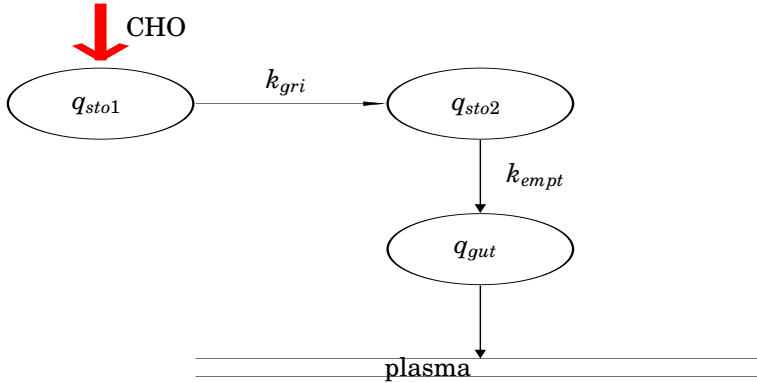 CHO
k_gri
q_sto1
q_sto2
k_empt
q_gut
plasma